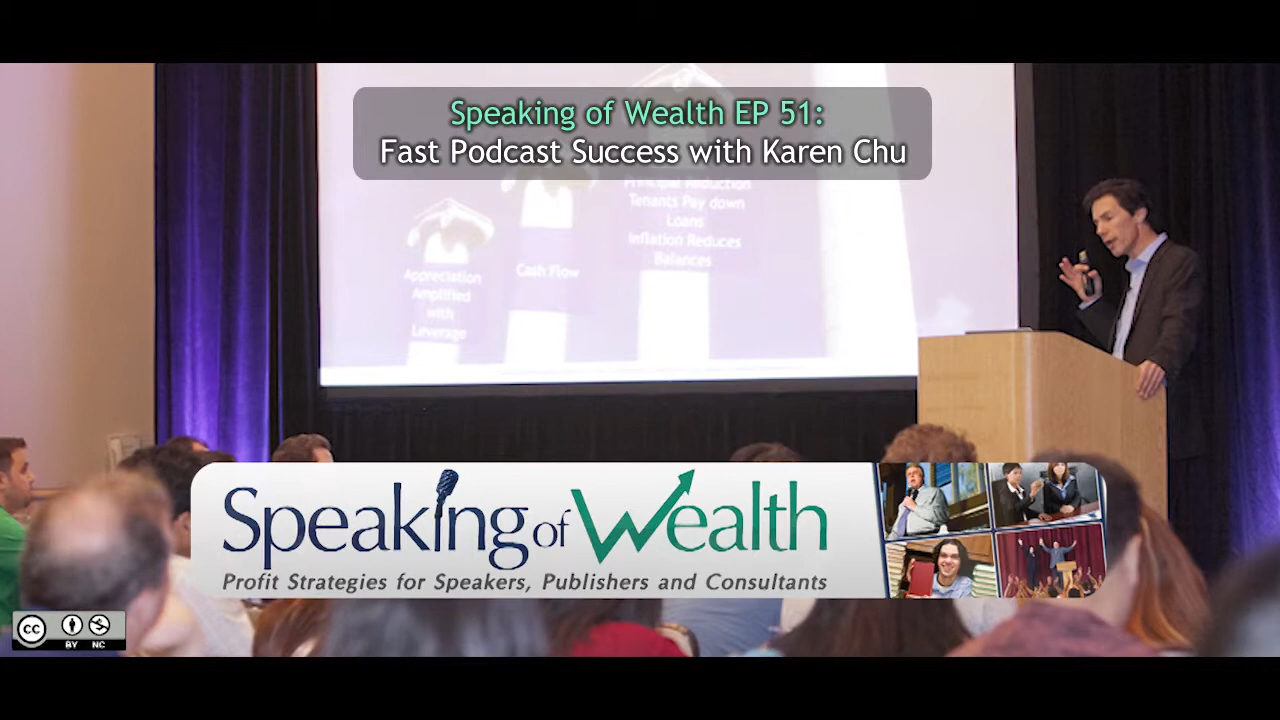 Speaking of Wealth EP 51:
Fast Podcast Success with Karen Chu
Principal Reduction
Tenants Pay down
Loans
Inflation Reduces
Balances
Cash Flow
Appreciation
Amplified
with
Leverage
Speaking of Wealth
Profit Strategies for Speakers, Publishers and Consultants
cc
BY NC